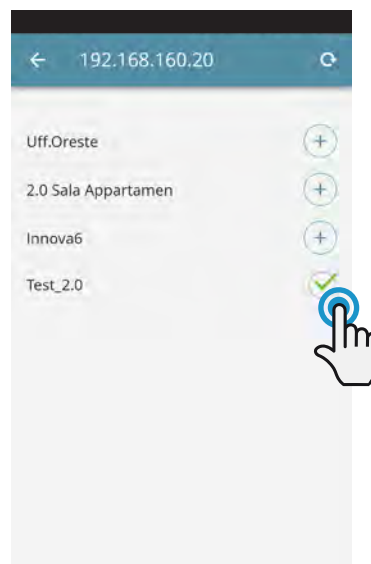 192.168.160.20
Uff.Oreste
2.0 Sala Appartamen
Innova6
Test_2.0